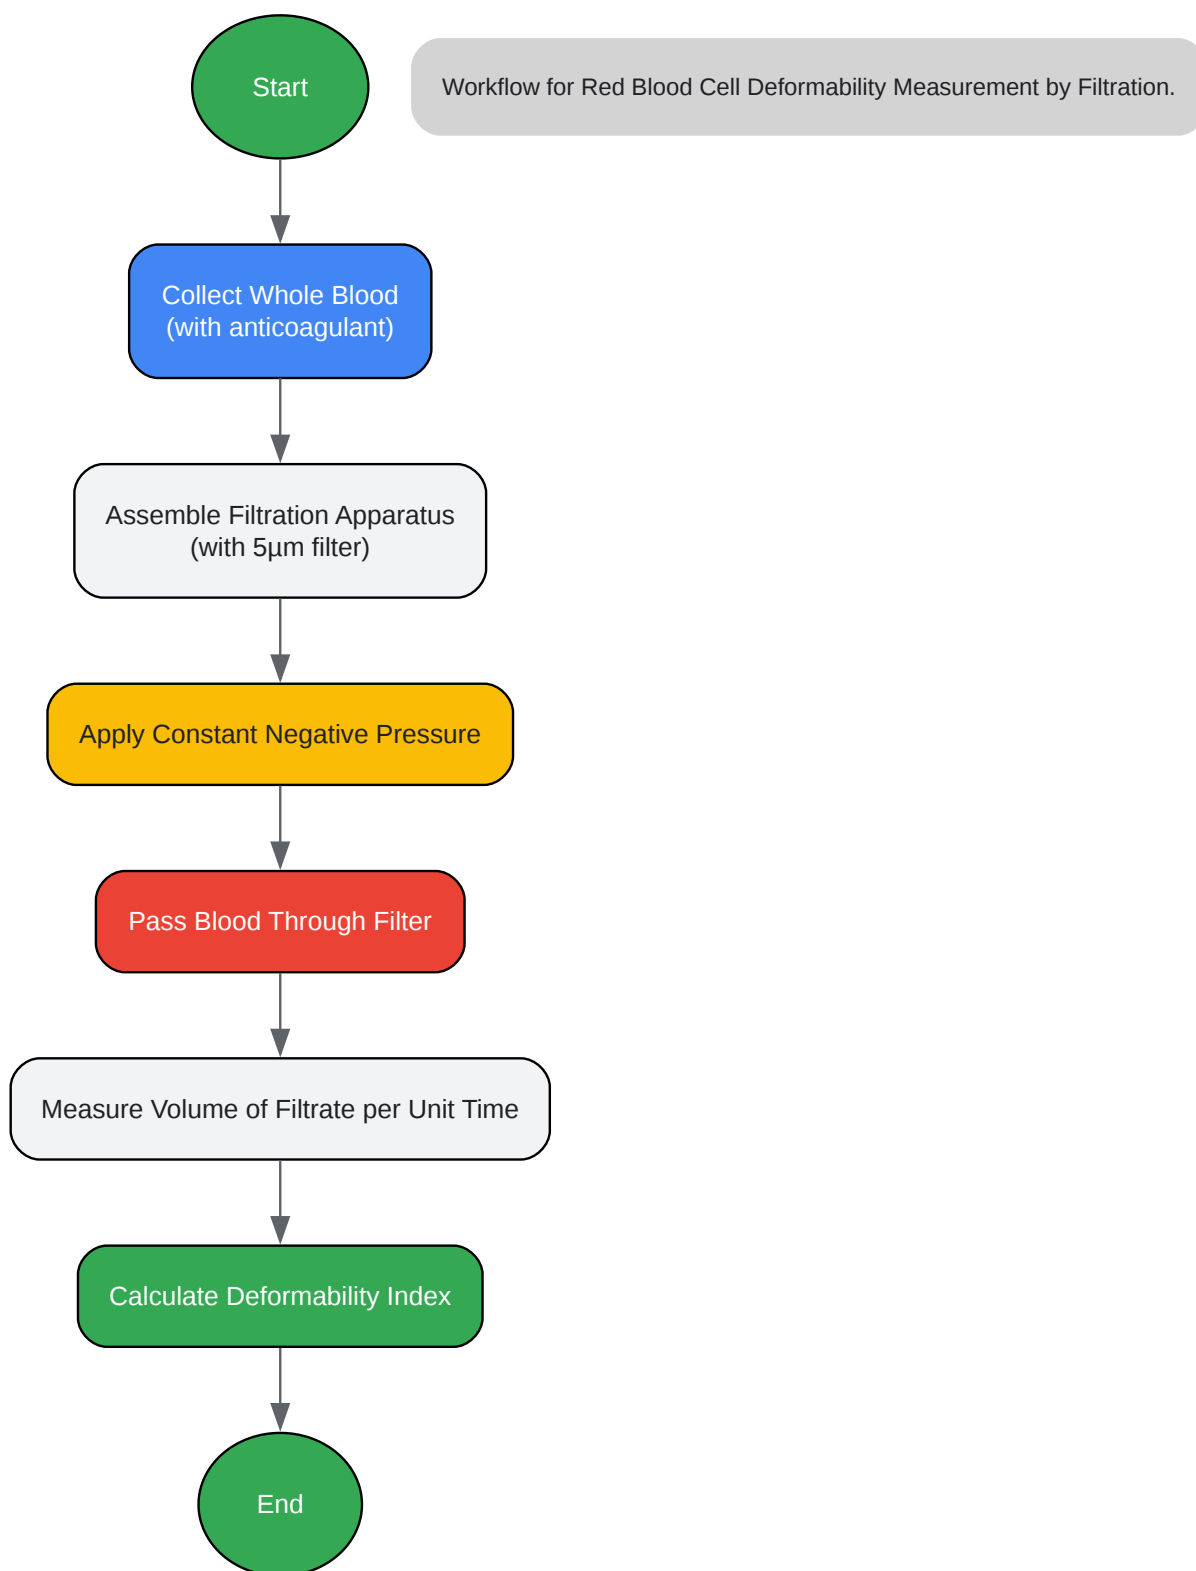 Start
Workflow for Red Blood Cell Deformability Measurement by Filtration.
Collect Whole Blood
(with anticoagulant)
Assemble Filtration Apparatus
(with 5µm filter)
Apply Constant Negative Pressure
Pass Blood Through Filter
Measure Volume of Filtrate per Unit Time
Calculate Deformability Index
End